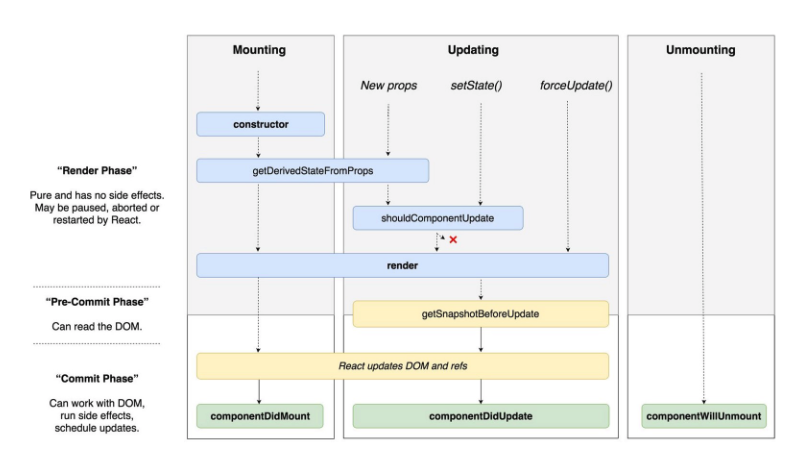 Mounting
Updating
Unmounting
New props
setState()
forceUpdate()
constructor
“Render Phase”
getDerivedStateFromProps
Pure and has no side effects.
May be paused, aborted or
restarted by React.
shouldComponentUpdate
render
“Pre-Commit Phase”
Can read the DOM.
getSnapshotBeforeUpdate
React updates DOM and refs
“Commit Phase”
Can work with DOM,
run side effects,
schedule updates.
componentDidMount
componentDidUpdate
componentWillUnmount